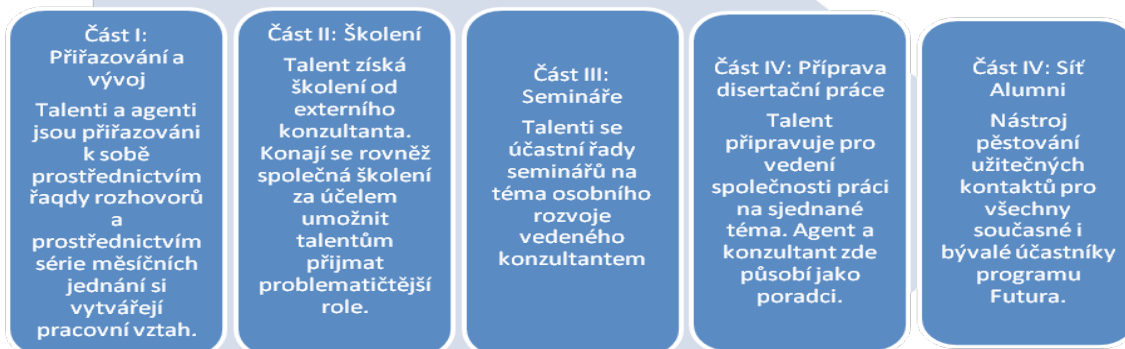 Část I:
Přiřazování a
vývoj
Talenti a agenti
jsou přiřazováni
k sobě
prostřednictvím
řaqdy rozhovorů
a
prostřednictvím
série měsíčních
jednání si
vytvářejí
pracovní vztah.
Část II: Školení
Talent získá
školení od
externího
konzultanta.
Konají se rovněž
společná školení
za účelem
umožnit
talentům
přijmat
problematičtější
role.
Část III:
Semináře
Talenti se
účastní řady
seminářů na
téma osobního
rozvoje
vedeného
konzultantem
Část IV: Příprava
disertační práce
Talent
připravuje pro
vedení
společnosti práci
na sjednané
téma. Agent a
konzultant zde
působí jako
poradci.
Část IV: Síť
Alumni
Nástroj
pěstování
užitečných
kontaktů pro
všechny
současné i
bývalé účastníky
programu
Futura.